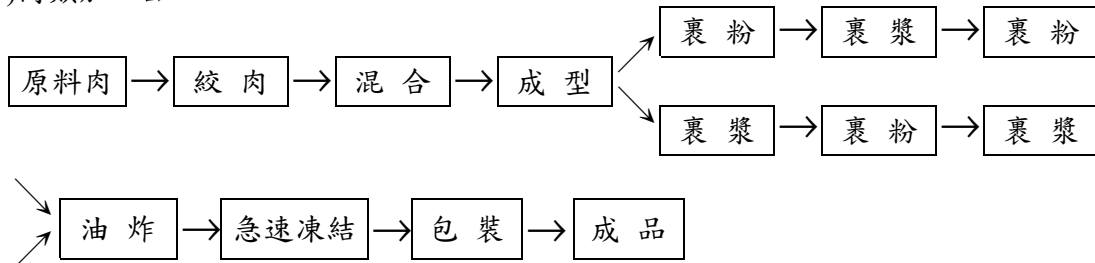 裹 粉 → 裹 漿 → 裹 粉
原料肉 → 絞 肉 → 混 合 → 成 型
裹 漿 → 裹 粉 → 裹 漿
油 炸 → 急速凍結 → 包 裝 → 成 品